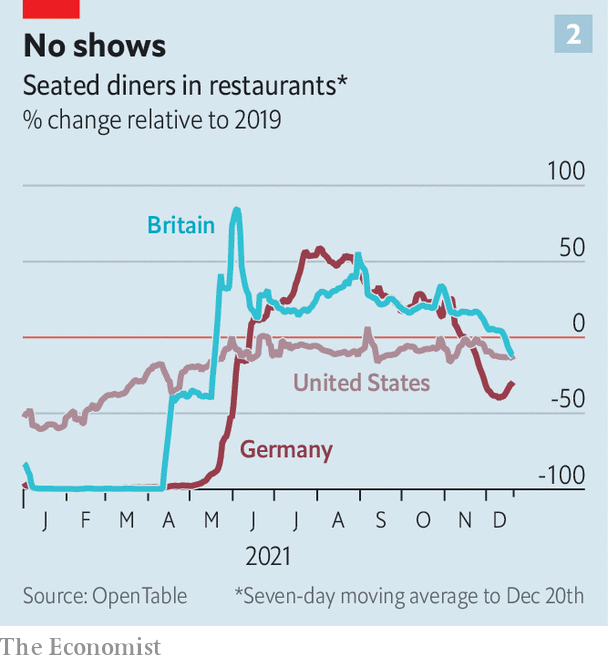 No shows
2
Seated diners in restaurants*
% change relative to 2019
100
Britain
50
0
United States
-50
Germany
-100
J F M A M J J A S O N D
2021
Source: OpenTable *Seven-day moving average to Dec 20th
The Economist